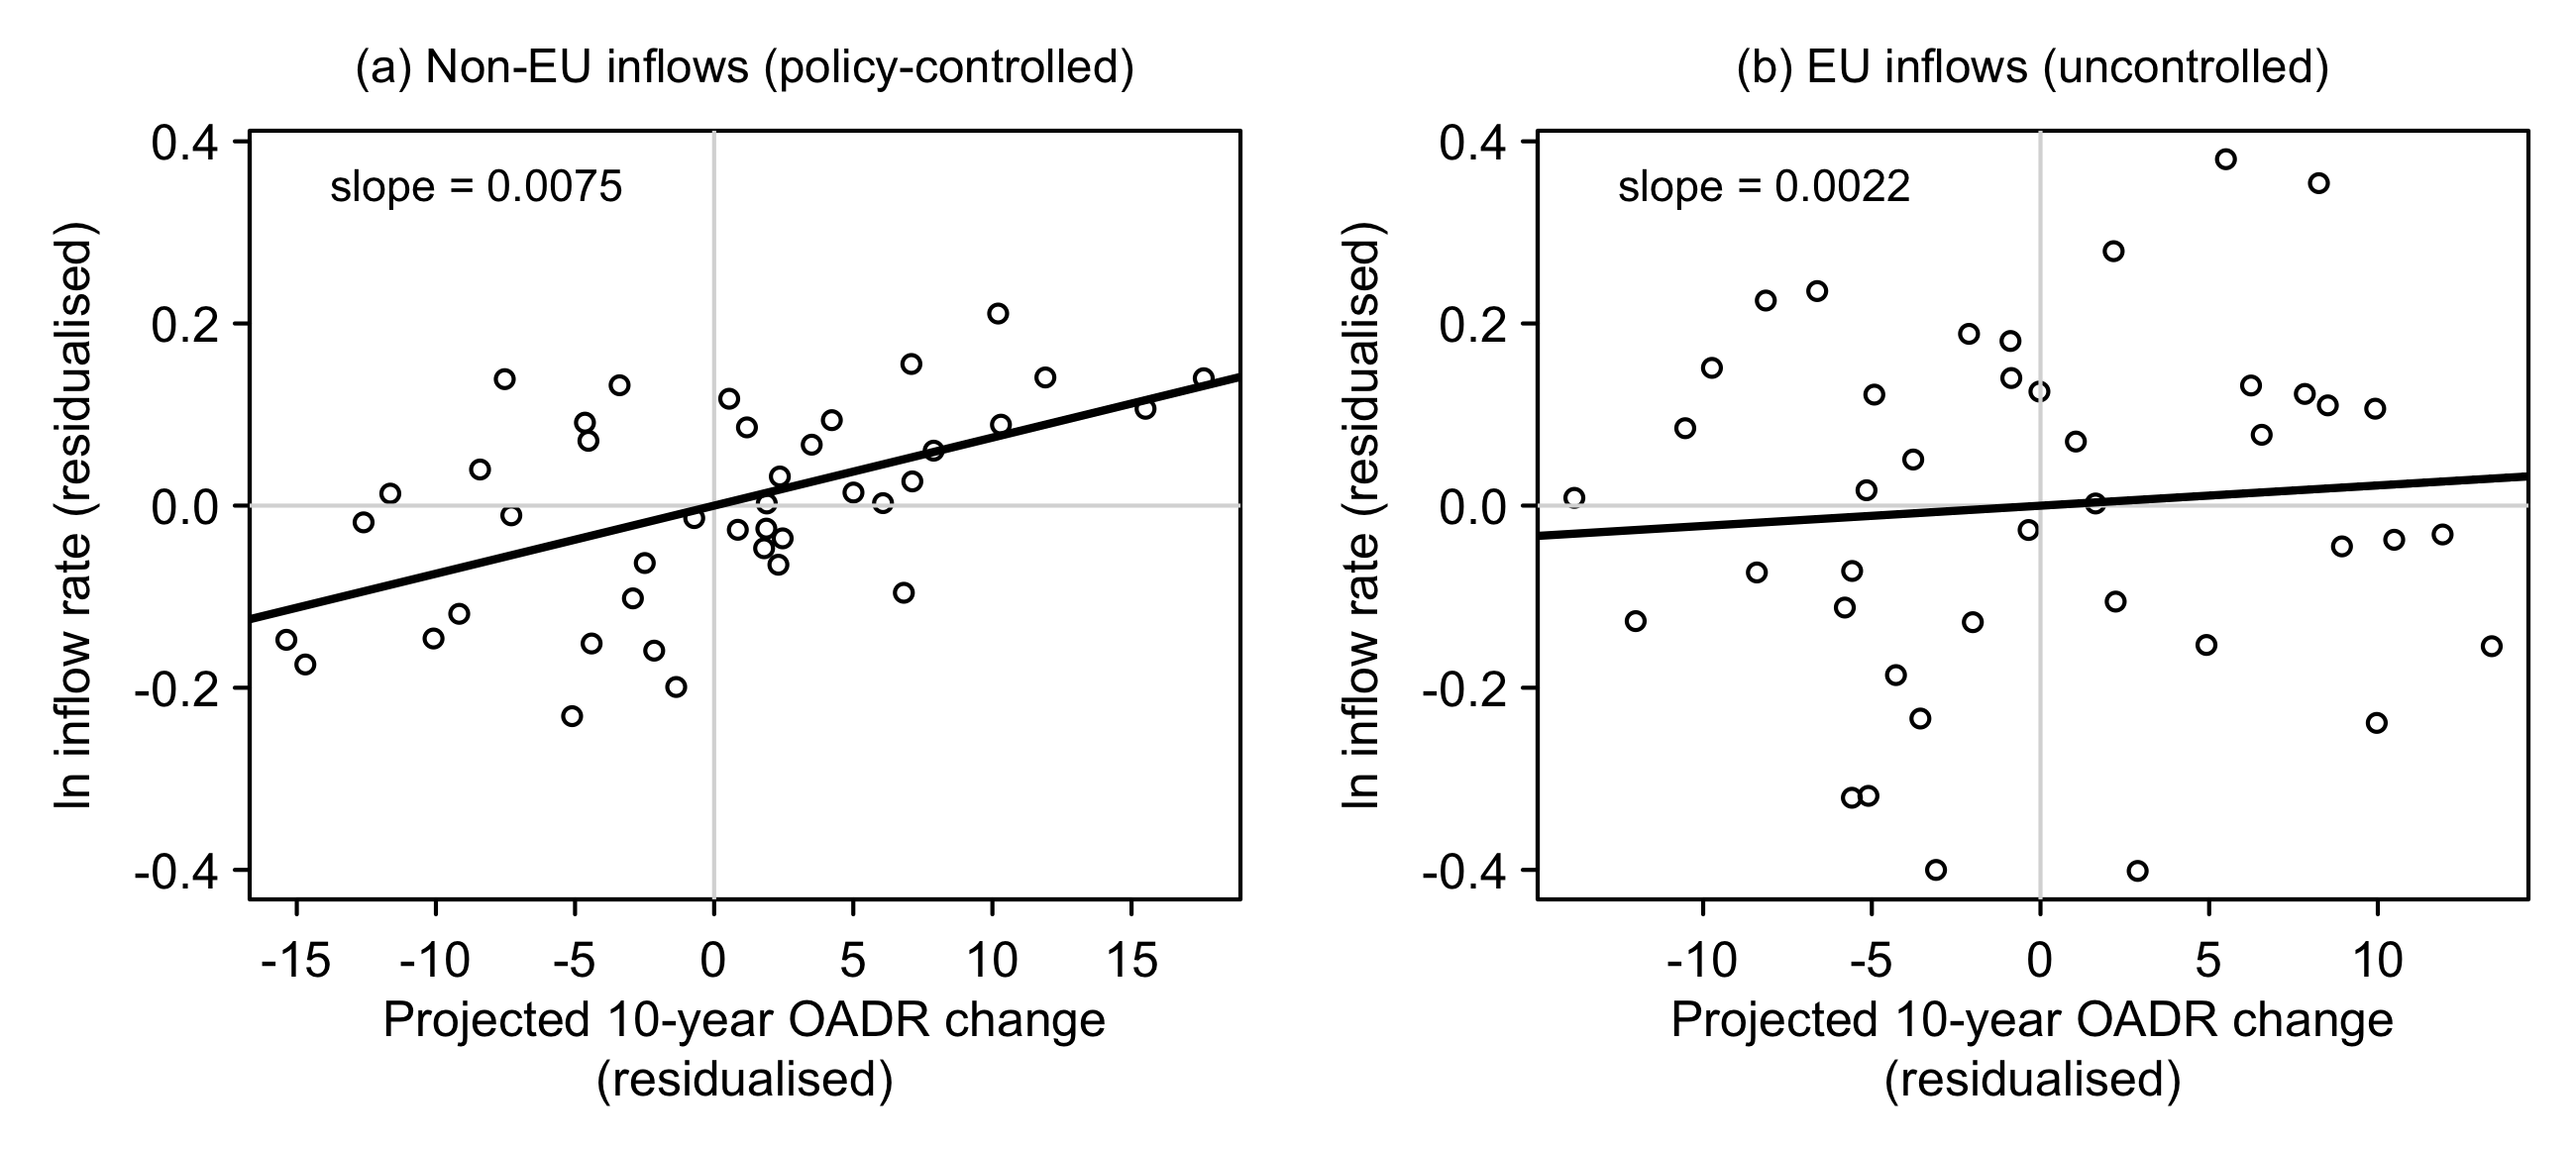 (a) Non-EU inflows (policy-controlled)
slope = 0.0075
ln inflow rate (residualised)
0.4
0.2
0.0
-0.2
-0.4
-15 -10 -5 0 5 10 15
Projected 10-year OADR change
(residualised)
(b) EU inflows (uncontrolled)
slope = 0.0022
ln inflow rate (residualised)
0.4
0.2
0.0
-0.2
-0.4
-10 -5 0 5 10
Projected 10-year OADR change
(residualised)